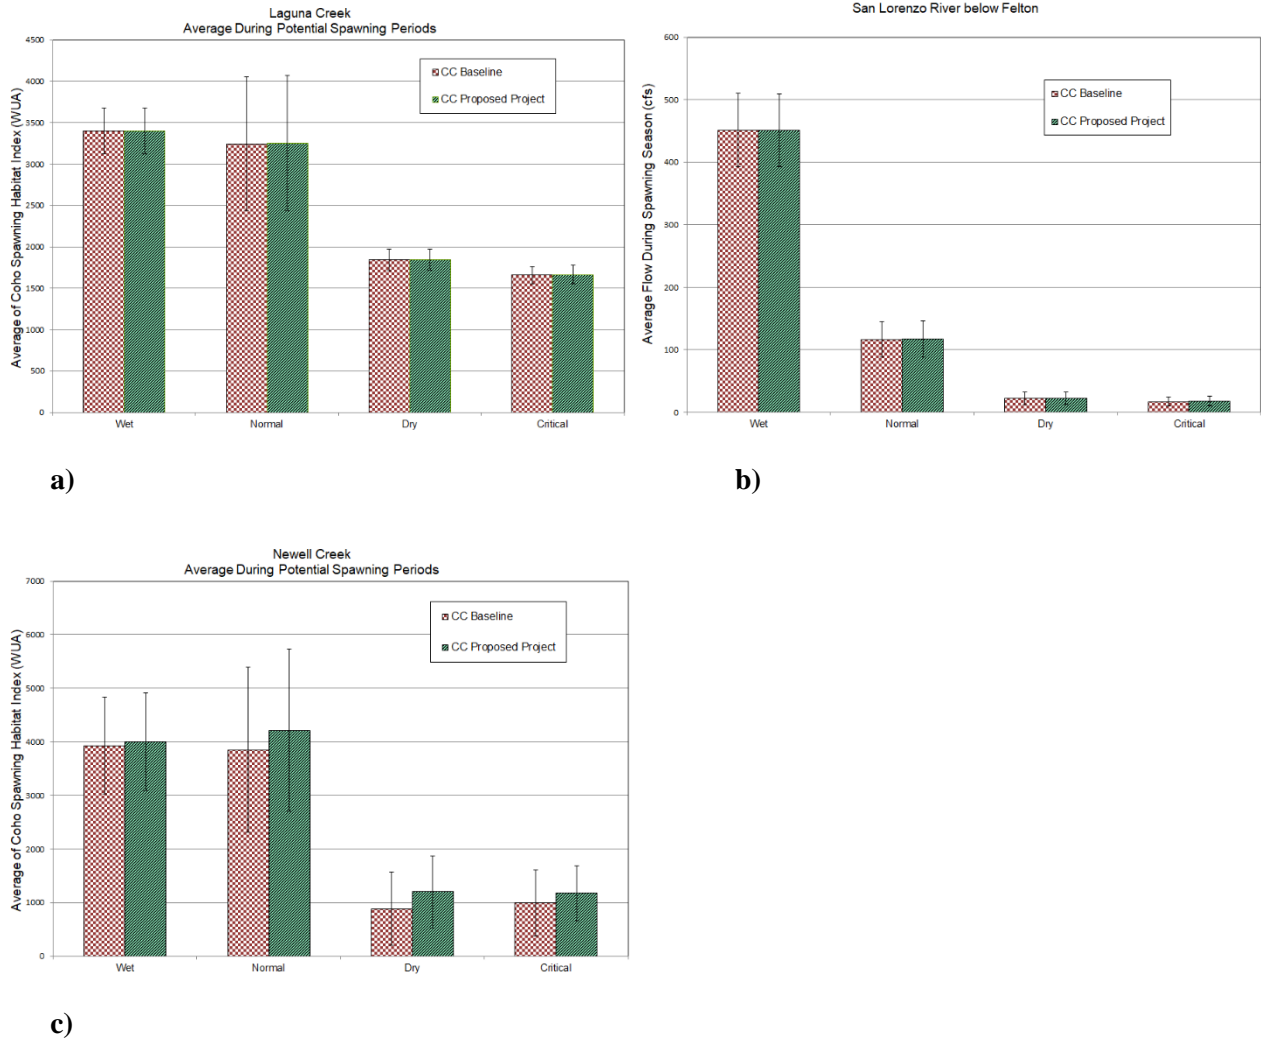 Laguna Creek
Average During Potential Spawning Periods
Average of Coho Spawning Habitat Index (WUA)
4500
4000
3500
3000
2500
2000
1500
1000
500
0
CC Baseline
CC Proposed Project
Wet Normal Dry Critical
a)
San Lorenzo River below Felton
Average Flow During Spawning Season (cfs)
600
500
400
300
200
100
0
CC Baseline
CC Proposed Project
Wet Normal Dry Critical
b)
Newell Creek
Average During Potential Spawning Periods
Average of Coho Spawning Habitat Index (WUA)
7000
6000
5000
4000
3000
2000
1000
0
CC Baseline
CC Proposed Project
Wet Normal Dry Critical
c)